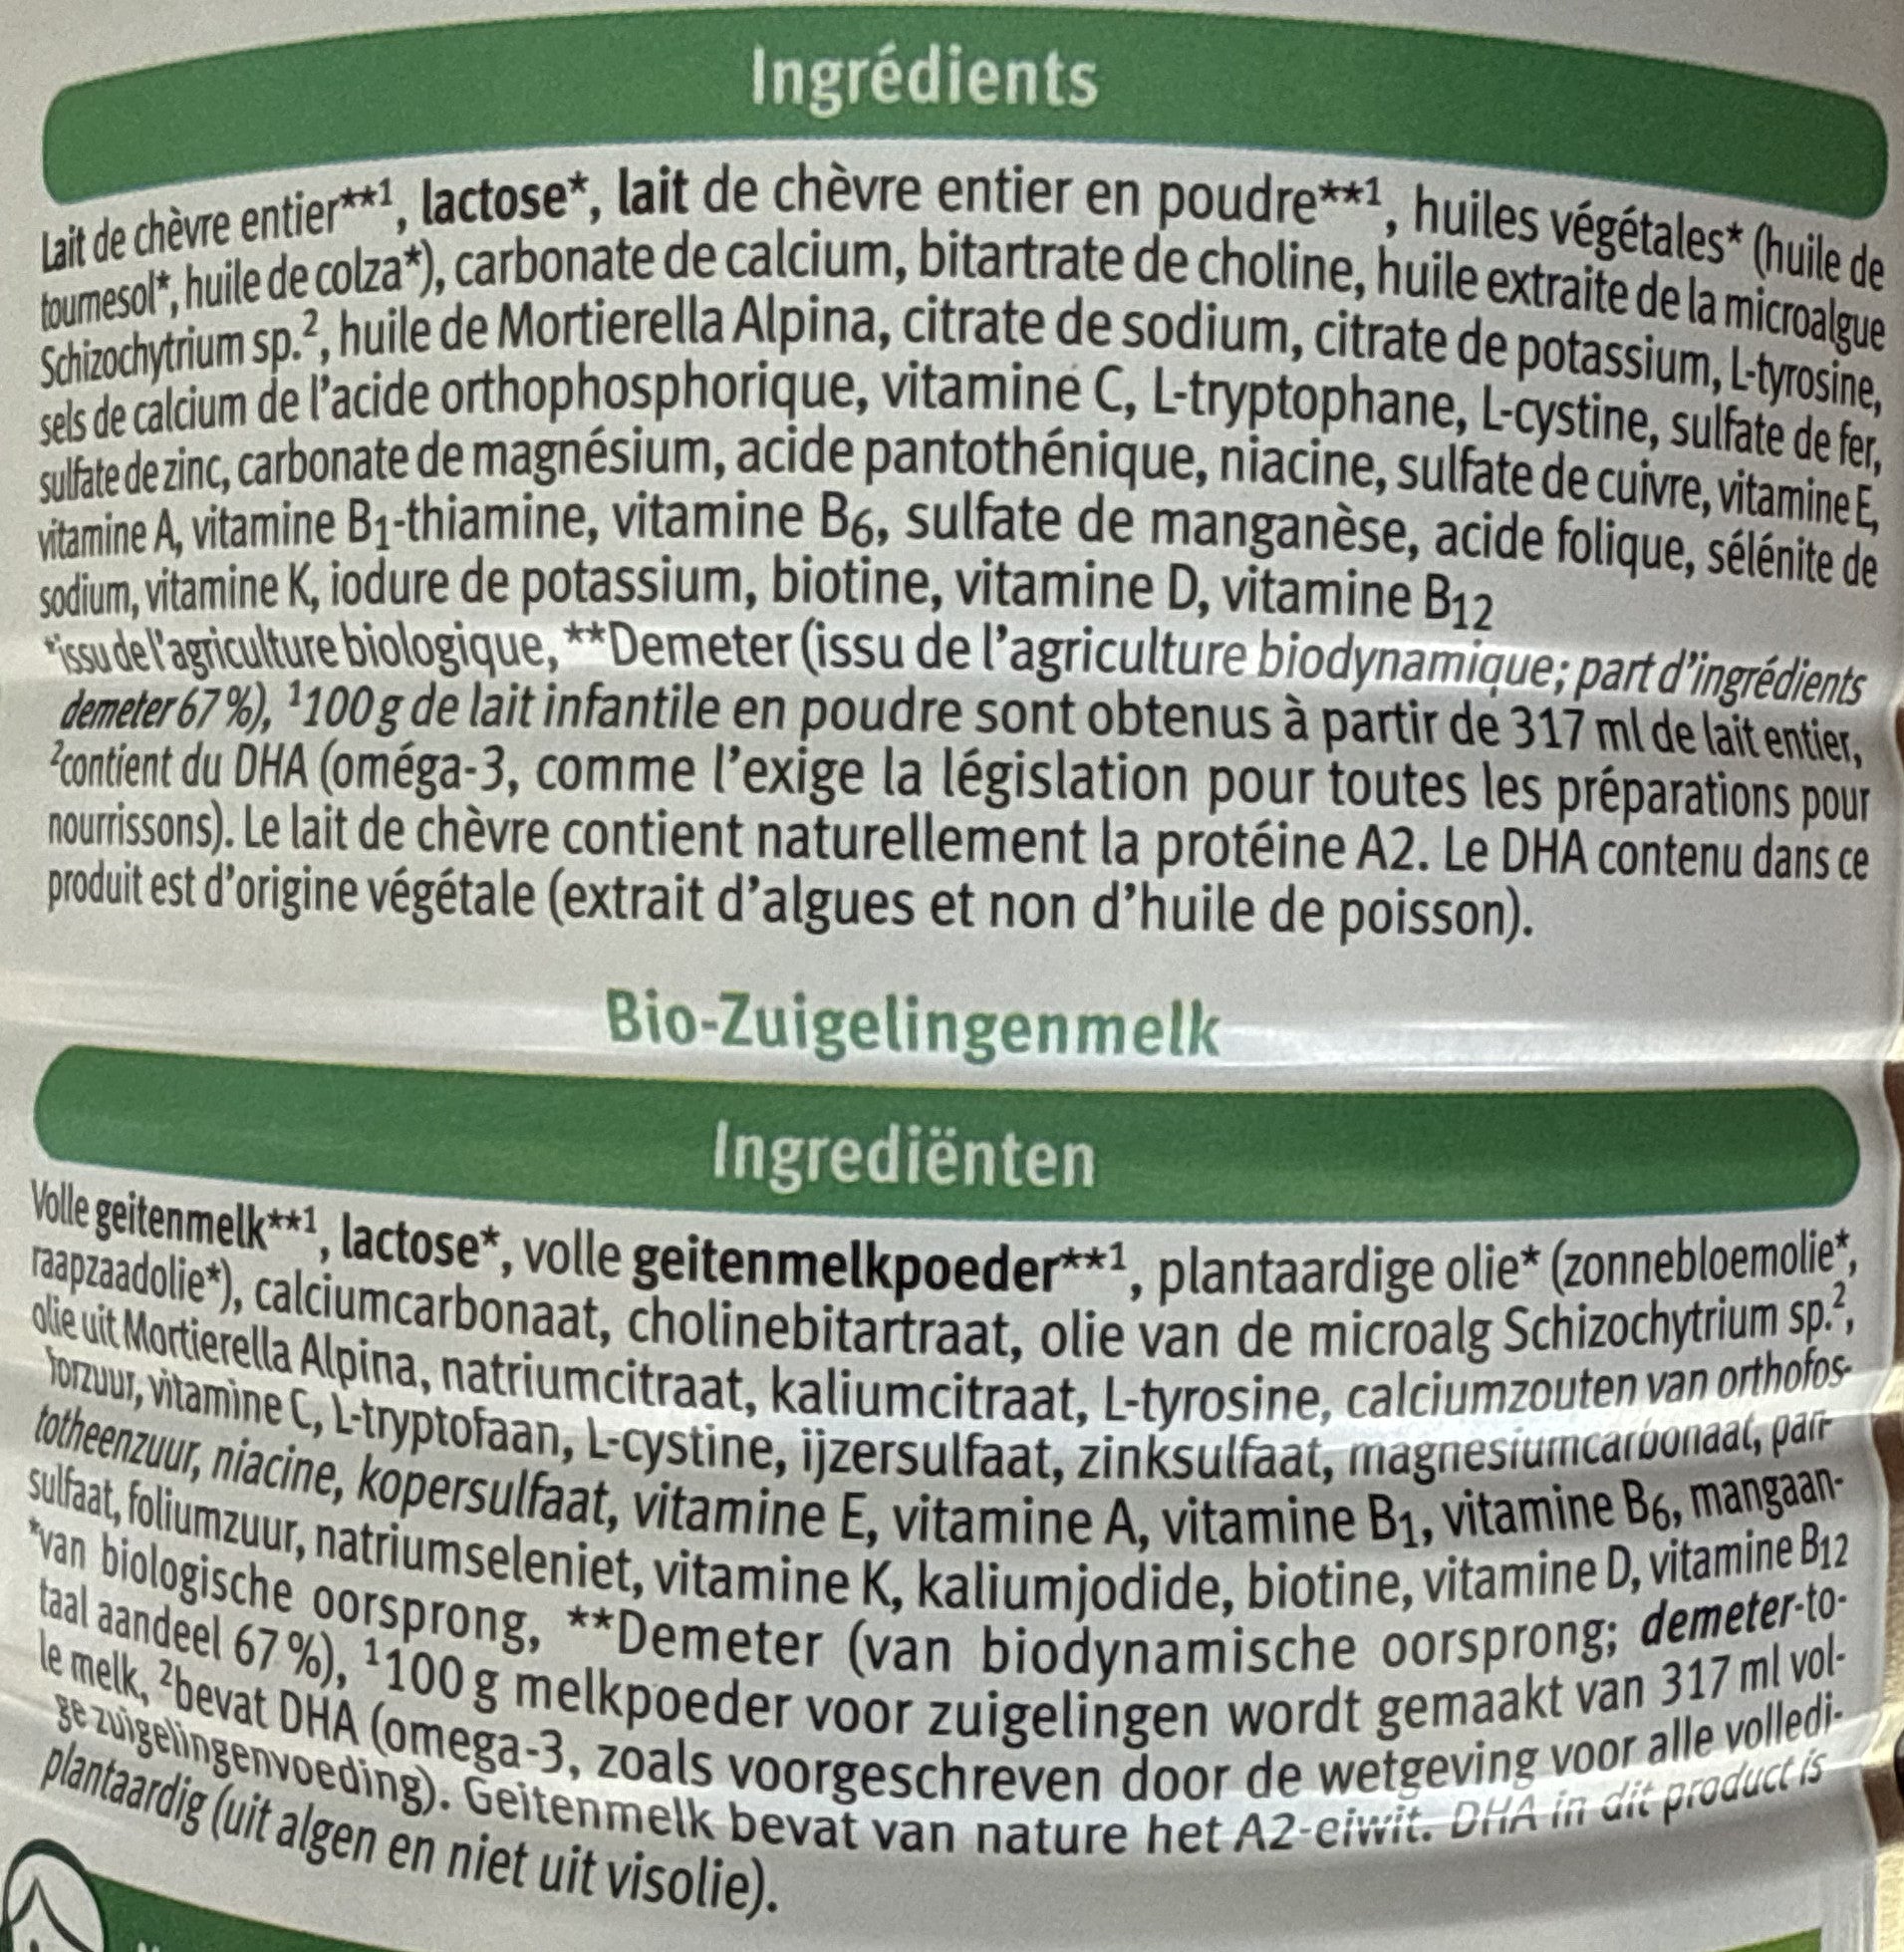 Ingrédients
Lait de chèvre entier**¹, lactose*, lait de chèvre entier en poudre**¹, huiles végétales* (huile de
tournesol*, huile de colza*), carbonate de calcium, bitartrate de choline, huile extraite de la microalgue
Schizochytrium sp.², huile de Mortierella Alpina, citrate de sodium, citrate de potassium, L-tyrosine,
sels de calcium de l'acide orthophosphorique, vitamine C, L-tryptophane, L-cystine, sulfate de fer,
sulfate de zinc, carbonate de magnésium, acide pantothénique, niacine, sulfate de cuivre, vitamine E,
vitamine A, vitamine B1-thiamine, vitamine B6, sulfate de manganèse, acide folique, sélénite de
sodium, vitamine K, iodure de potassium, biotine, vitamine D, vitamine B12
*issu de l'agriculture biologique, **Demeter (issu de l'agriculture biodynamique; part d'ingrédients
demeter 67 %), ¹100 g de lait infantile en poudre sont obtenus à partir de 317 ml de lait entier,
²contient du DHA (oméga-3, comme l'exige la législation pour toutes les préparations pour
nourrissons). Le lait de chèvre contient naturellement la protéine A2. Le DHA contenu dans ce
produit est d'origine végétale (extrait d'algues et non d'huile de poisson).
Bio-Zuigelingenmelk
Ingrediënten
Volle geitenmelk**¹, lactose*, volle geitenmelkpoeder**¹, plantaardige olie* (zonnebloemolie*,
raapzaadolie*), calciumcarbonaat, cholinebitartraat, olie van de microalg Schizochytrium sp.²,
olie uit Mortierella Alpina, natriumcitraat, kaliumcitraat, L-tyrosine, calciumzouten van orthofos-
forzuur, vitamine C, L-tryptofaan, L-cystine, ijzersulfaat, zinksulfaat, magnesiumcarbonaat, pan-
totheenzuur, niacine, kopersulfaat, vitamine E, vitamine A, vitamine B1, vitamine B6, mangaan-
sulfaat, foliumzuur, natriumseleniet, vitamine K, kaliumjodide, biotine, vitamine D, vitamine B12
*van biologische oorsprong, **Demeter (van biodynamische oorsprong; demeter-to-
taal aandeel 67 %), ¹100 g melkpoeder voor zuigelingen wordt gemaakt van 317 ml vol-
le melk, ²bevat DHA (omega-3, zoals voorgeschreven door de wetgeving voor alle volledi-
ge zuigelingenvoeding). Geitenmelk bevat van nature het A2-eiwit. DHA in dit product is
plantaardig (uit algen en niet uit visolie).